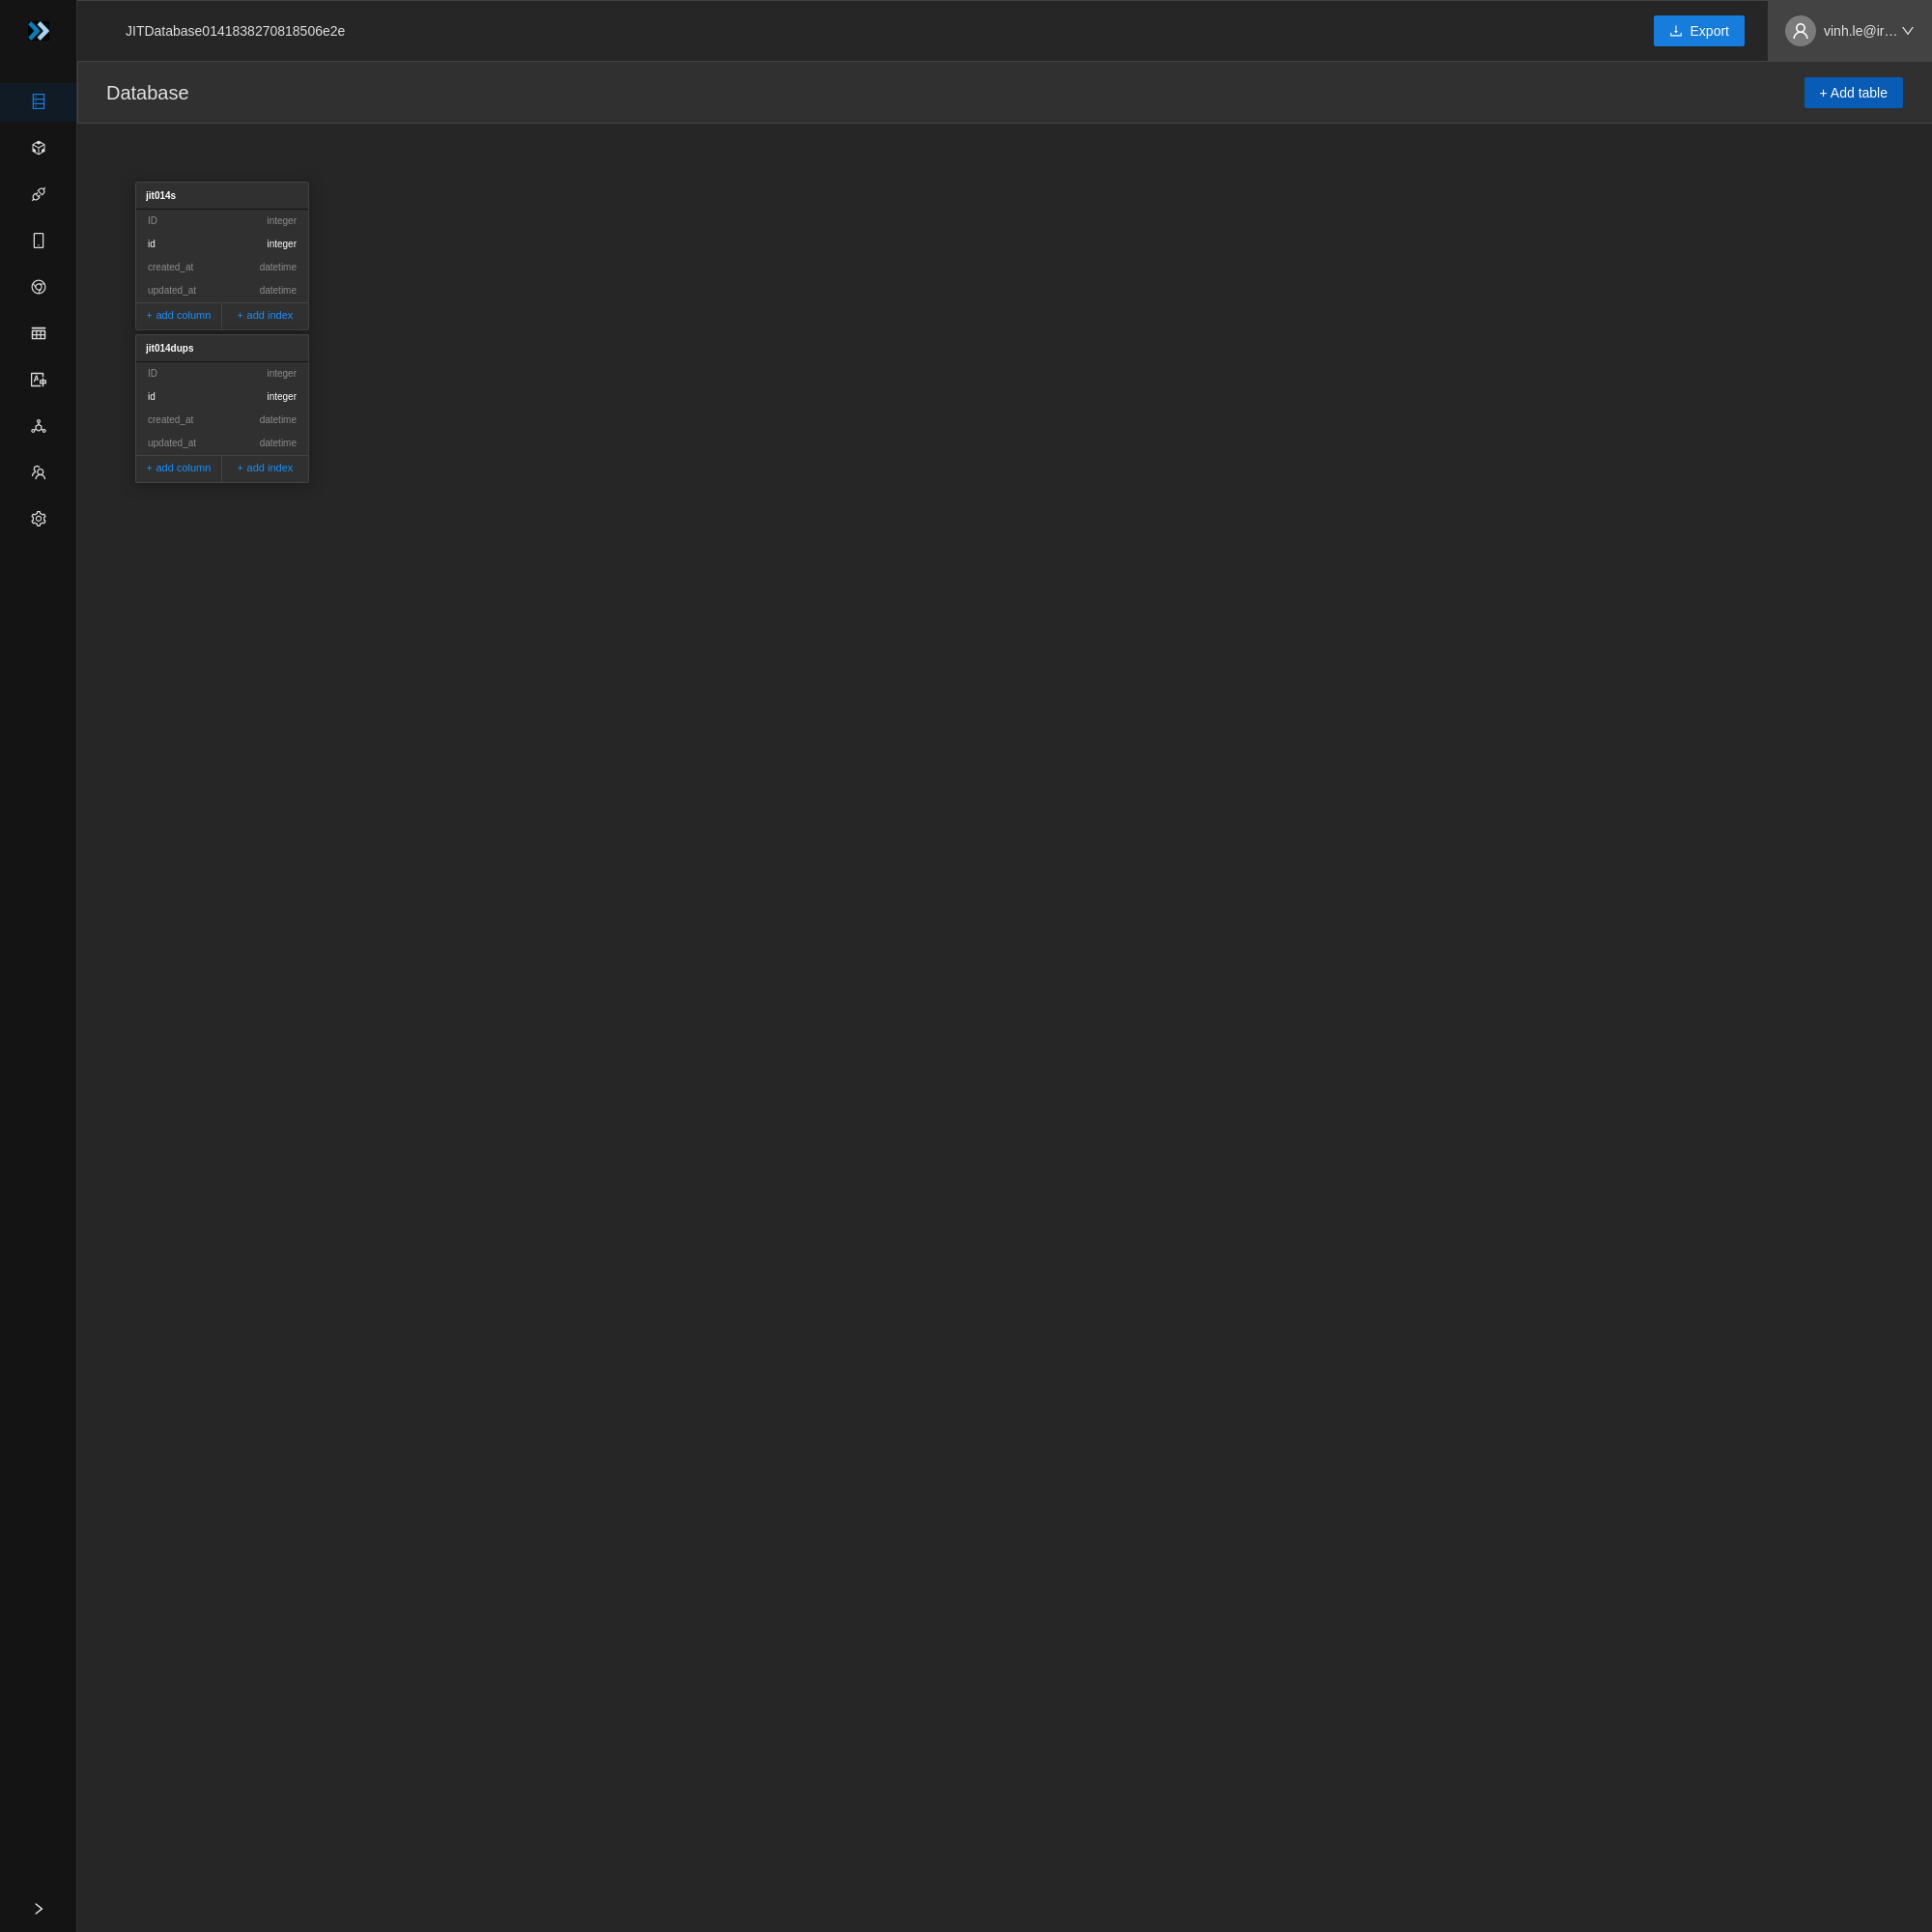 JITDatabase0141838270818506e2e
Export
vinh.le@ir…
Database
+ Add table
jit014s
ID integer
id integer
created_at datetime
updated_at datetime
+ add column + add index
jit014dups
ID integer
id integer
created_at datetime
updated_at datetime
+ add column + add index